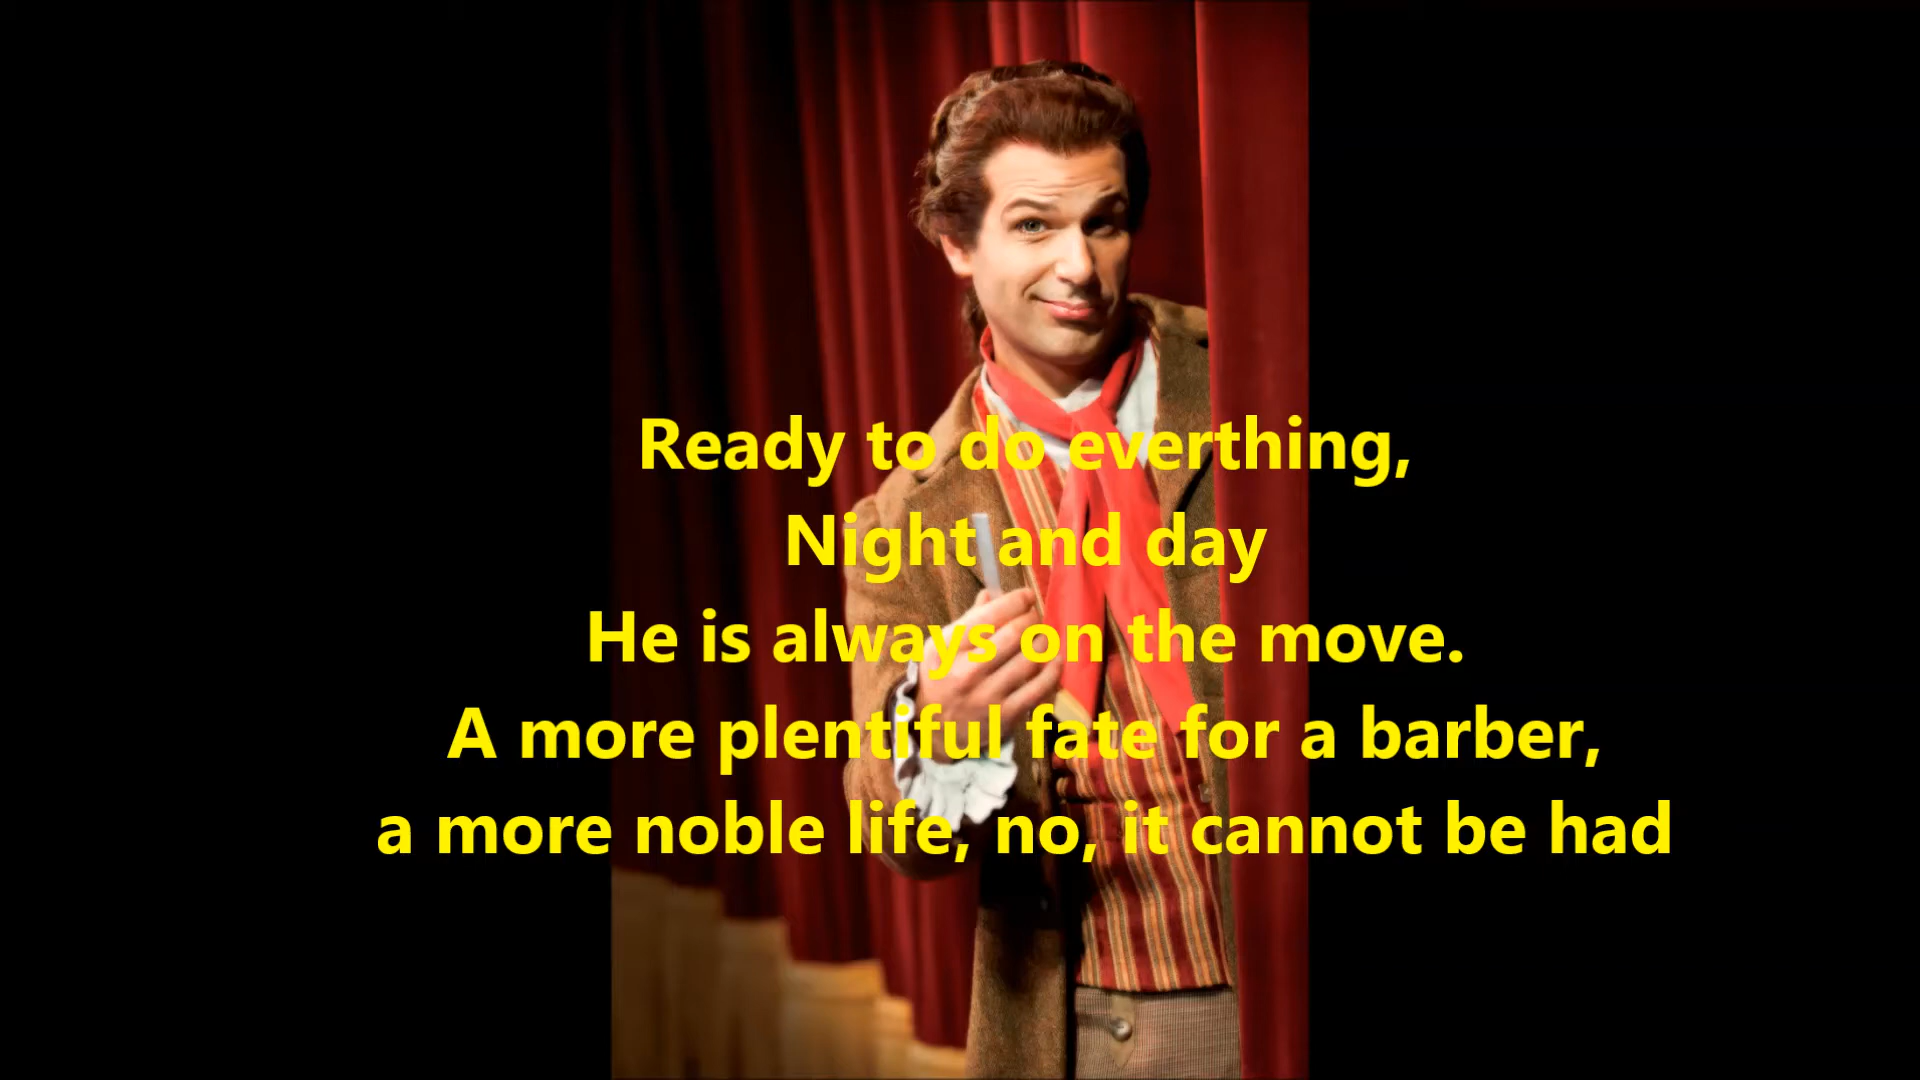 Ready to do everthing,
Night and day
He is always on the move.
A more plentiful fate for a barber,
a more noble life, no, it cannot be had